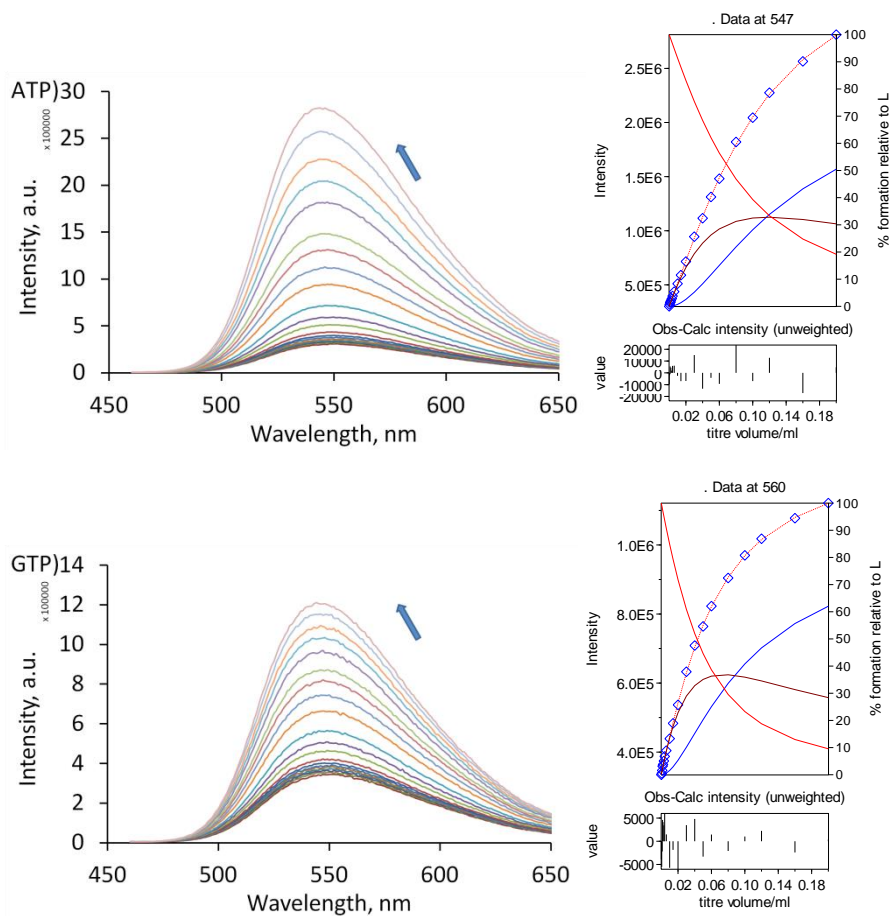 . Data at 547
ATP)30
x 100000
25
20
15
10
5
0
Intensity, a.u.
450 500 550 600 650
Wavelength, nm
2.5E6
2.0E6
1.5E6
1.0E6
5.0E5
Intensity
100
90
80
70
60
50
40
30
20
10
0
% formation relative to L
Obs-Calc intensity (unweighted)
20000
10000
0
-10000
-20000
value
0.02 0.06 0.10 0.14 0.18
titre volume/ml
. Data at 560
GTP)14
x 100000
12
10
8
6
4
2
0
Intensity, a.u.
450 500 550 600 650
Wavelength, nm
1.0E6
8.0E5
6.0E5
4.0E5
Intensity
100
90
80
70
60
50
40
30
20
10
0
% formation relative to L
Obs-Calc intensity (unweighted)
5000
0
-5000
value
0.02 0.06 0.10 0.14 0.18
titre volume/ml